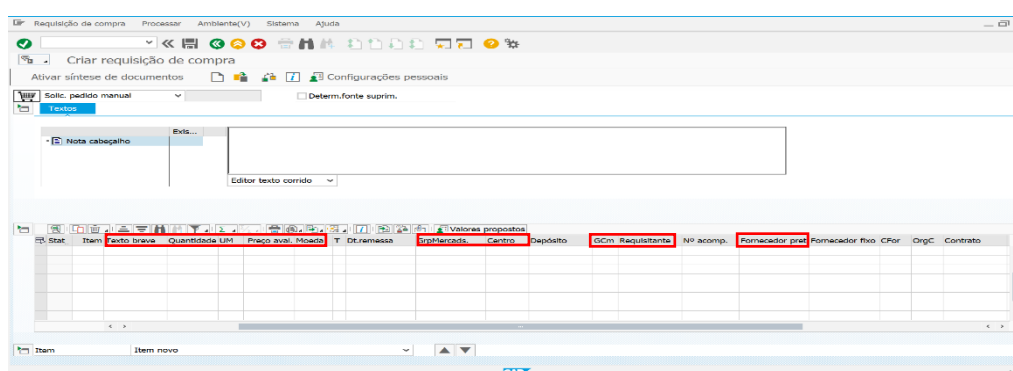 Requisição de compra Processar Ambiente(V) Sistema Ajuda
Criar requisição de compra
Ativar síntese de documentos Configurações pessoais
Solic. pedido manual Determ.fonte suprim.
Textos
Exis...
Nota cabeçalho
Editor texto corrido
Valores propostos
Stat Item Texto breve Quantidade UM Preço aval. Moeda T Dt.remessa GrpMercads. Centro Depósito GCm Requisitante Nº acomp. Fornecedor pret Fornecedor fixo CFor OrgC Contrato
Item Item novo